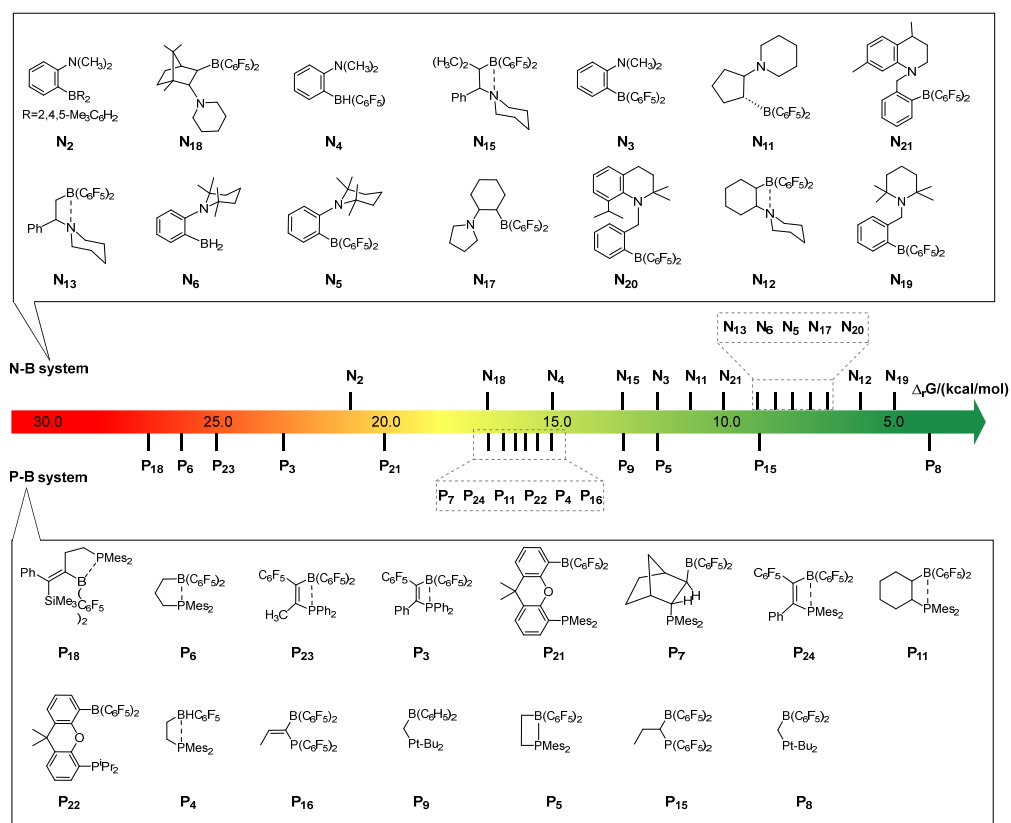 N(CH₃)₂
BR₂
R=2,4,5-Me₃C₆H₂
N₂
B(C₆F₅)₂
N
N₁₈
N(CH₃)₂
BH(C₆F₅)
N₄
(H₃C)₂ B(C₆F₅)₂
Ph N
N₁₅
N(CH₃)₂
B(C₆F₅)₂
N₃
N
B(C₆F₅)₂
N₁₁
N
B(C₆F₅)₂
N₂₁
B(C₆F₅)₂
Ph N
N₁₃
N
BH₂
N₆
N
B(C₆F₅)₂
N₅
N
B(C₆F₅)₂
N₁₇
N
B(C₆F₅)₂
N₂₀
B(C₆F₅)₂
N
N₁₂
N
B(C₆F₅)₂
N₁₉
N₁₃ N₆ N₅ N₁₇ N₂₀
N-B system
N₂ N₁₈ N₄ N₁₅ N₃ N₁₁ N₂₁ N₁₂ N₁₉ ΔᵣG/(kcal/mol)
30.0 25.0 20.0 15.0 10.0 5.0
P₁₈ P₆ P₂₃ P₃ P₂₁ P₉ P₅ P₁₅ P₈
P-B system
P₇ P₂₄ P₁₁ P₂₂ P₄ P₁₆
Ph PMes₂
B
SiMe₃ (C₆F₅
)₂
P₁₈
B(C₆F₅)₂
PMes₂
P₆
C₆F₅ B(C₆F₅)₂
H₃C PPh₂
P₂₃
C₆F₅ B(C₆F₅)₂
Ph PPh₂
P₃
B(C₆F₅)₂
O
PMes₂
P₂₁
B(C₆F₅)₂
H
H
PMes₂
P₇
C₆F₅ B(C₆F₅)₂
Ph PMes₂
P₂₄
B(C₆F₅)₂
PMes₂
P₁₁
B(C₆F₅)₂
O
PⁱPr₂
P₂₂
BHC₆F₅
PMes₂
P₄
B(C₆F₅)₂
P(C₆F₅)₂
P₁₆
B(C₆H₅)₂
Pt-Bu₂
P₉
B(C₆F₅)₂
PMes₂
P₅
B(C₆F₅)₂
P(C₆F₅)₂
P₁₅
B(C₆F₅)₂
Pt-Bu₂
P₈